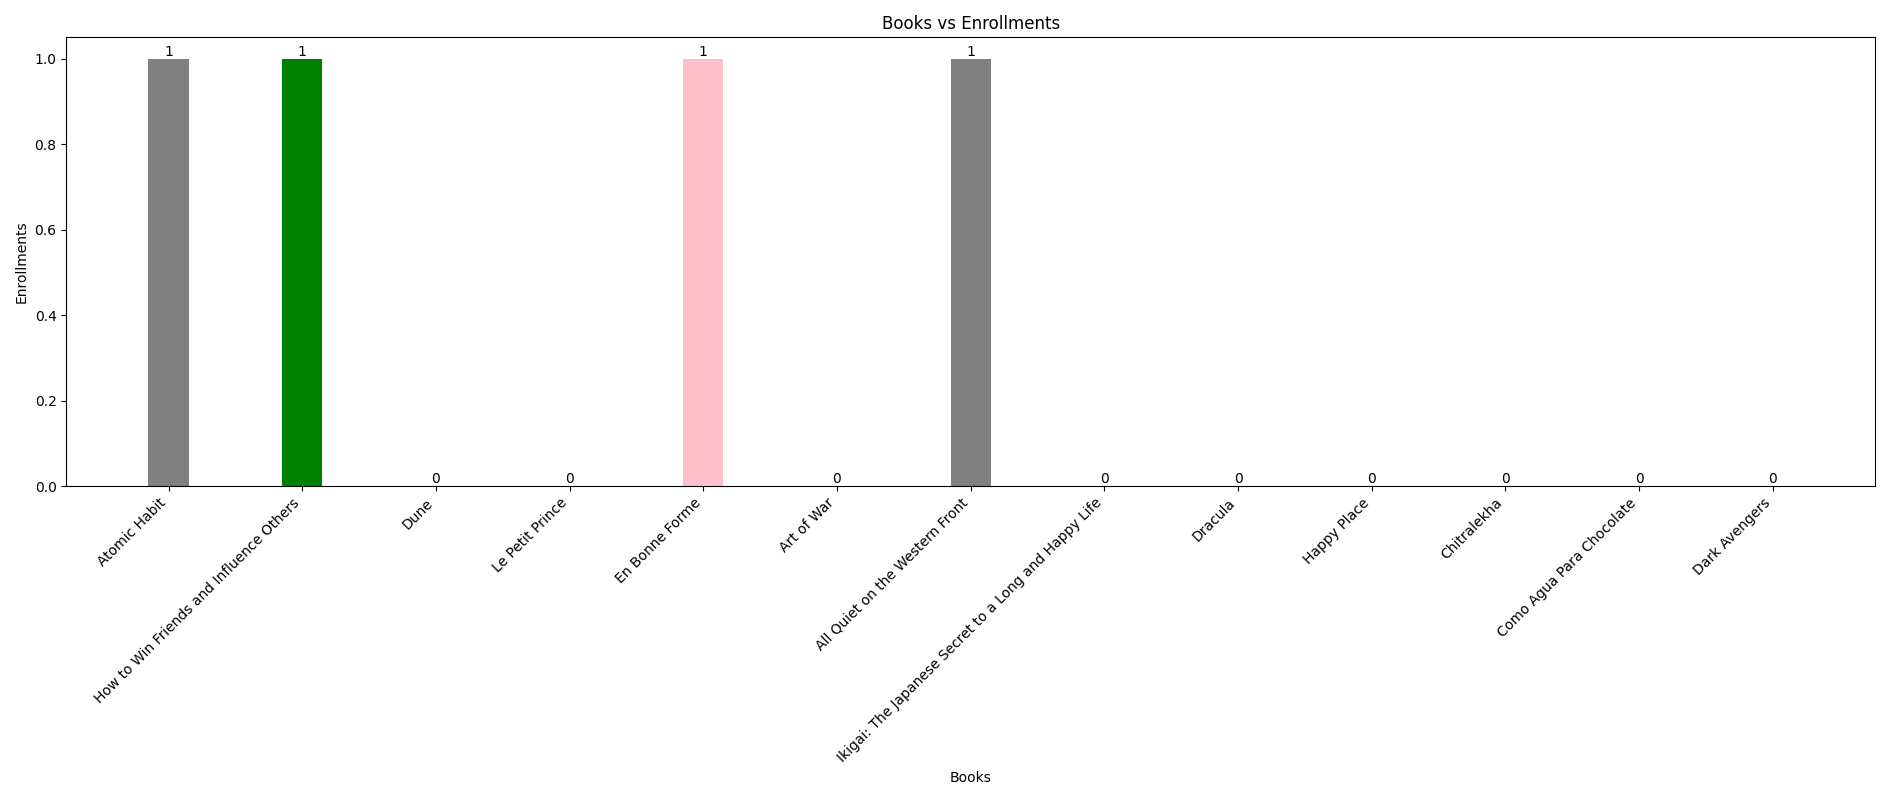 Books vs Enrollments
Enrollments
1.0
0.8
0.6
0.4
0.2
0.0
1
1
0
0
1
0
1
0
0
0
0
0
0
Atomic Habit
How to Win Friends and Influence Others
Dune
Le Petit Prince
En Bonne Forme
Art of War
All Quiet on the Western Front
Ikigai: The Japanese Secret to a Long and Happy Life
Dracula
Happy Place
Chitralekha
Como Agua Para Chocolate
Dark Avengers
Books